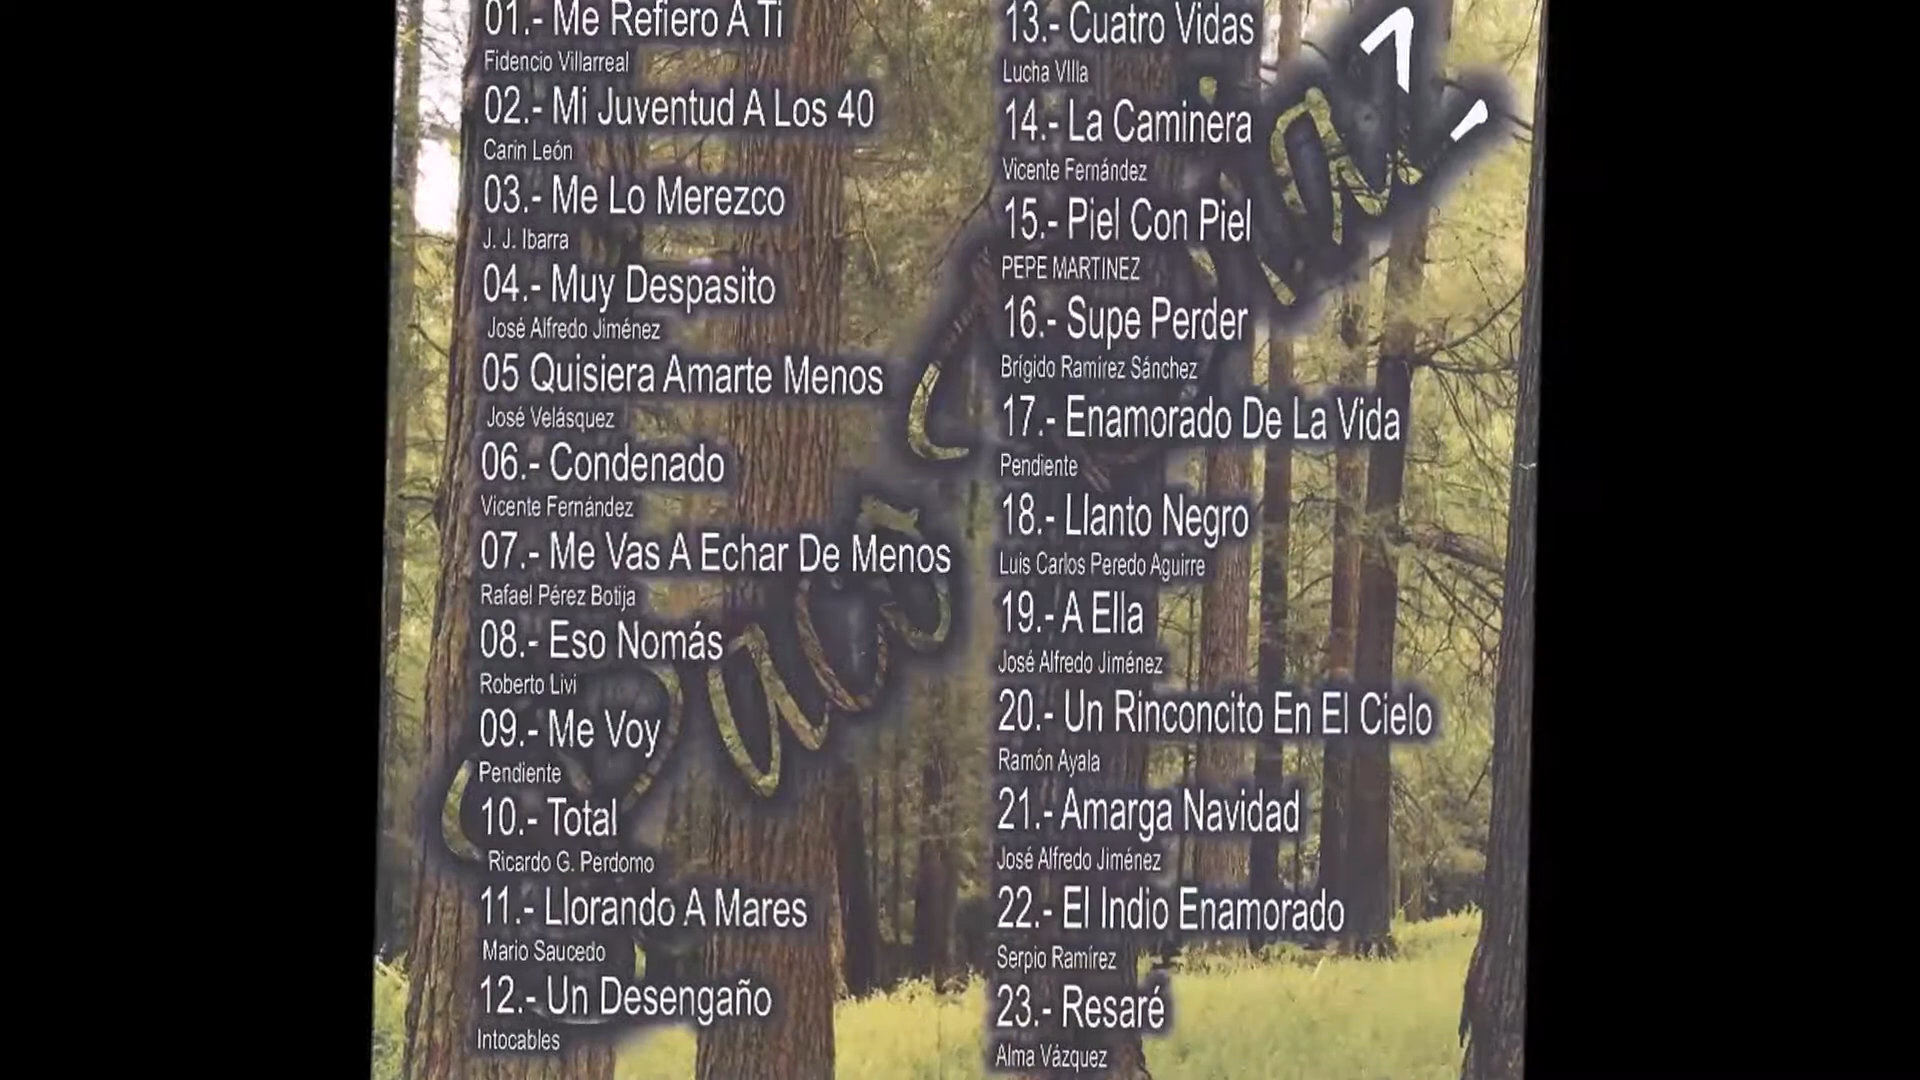 01.- Me Refiero A Ti
Fidencio Villarreal
02.- Mi Juventud A Los 40
Carin León
03.- Me Lo Merezco
J. J. Ibarra
04.- Muy Despasito
José Alfredo Jiménez
05 Quisiera Amarte Menos
José Velásquez
06.- Condenado
Vicente Fernández
07.- Me Vas A Echar De Menos
Rafael Pérez Botija
08.- Eso Nomás
Roberto Livi
09.- Me Voy
Pendiente
10.- Total
Ricardo G. Perdomo
11.- Llorando A Mares
Mario Saucedo
12.- Un Desengaño
Intocables
13.- Cuatro Vidas
Lucha VIlla
14.- La Caminera
Vicente Fernández
15.- Piel Con Piel
PEPE MARTINEZ
16.- Supe Perder
Brígido Ramírez Sánchez
17.- Enamorado De La Vida
Pendiente
18.- Llanto Negro
Luis Carlos Peredo Aguirre
19.- A Ella
José Alfredo Jiménez
20.- Un Rinconcito En El Cielo
Ramón Ayala
21.- Amarga Navidad
José Alfredo Jiménez
22.- El Indio Enamorado
Serpio Ramírez
23.- Resaré
Alma Vázquez